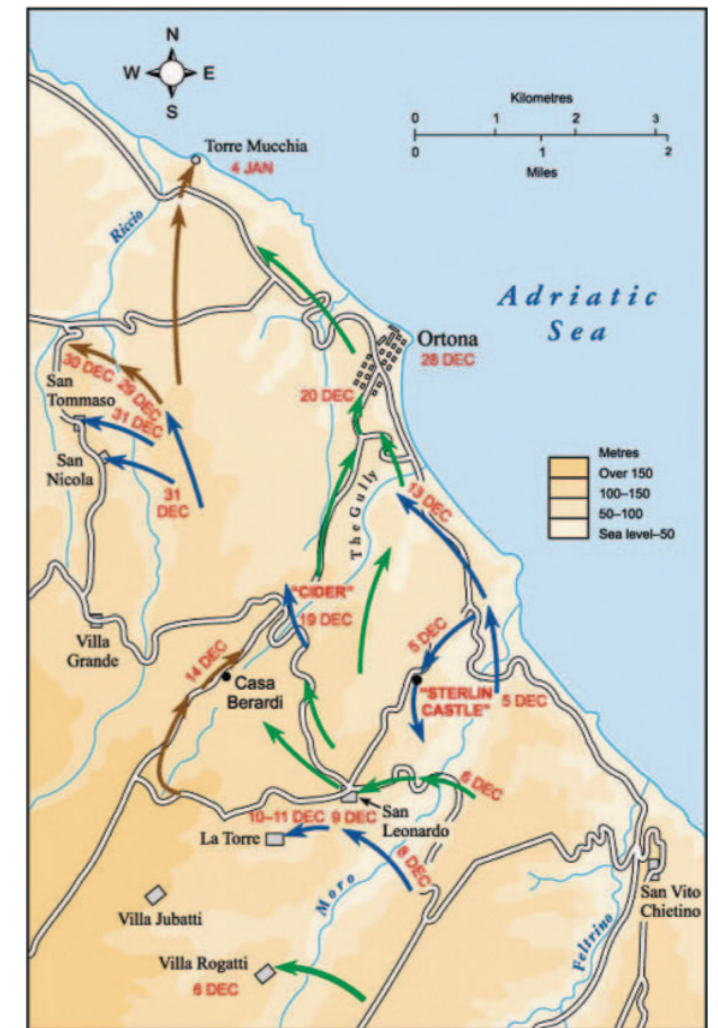 N
W E
S
Kilometres
0 1 2 3
0 1 2
Miles
Torre Mucchia
4 JAN
Riccio
Adriatic
Sea
Ortona
28 DEC
20 DEC
30 DEC
29 DEC
San
Tommaso
31 DEC
San
Nicola
31
DEC
Metres
Over 150
100–150
50–100
Sea level–50
The Gully
13 DEC
"CIDER"
19 DEC
Villa
Grande
14 DEC
Casa
Berardi
5 DEC
"STERLIN
CASTLE"
5 DEC
6 DEC
San
Leonardo
10–11 DEC
9 DEC
La Torre
8 DEC
Moro
San Vito
Chietino
Villa Jubatti
Feltrino
Villa Rogatti
6 DEC